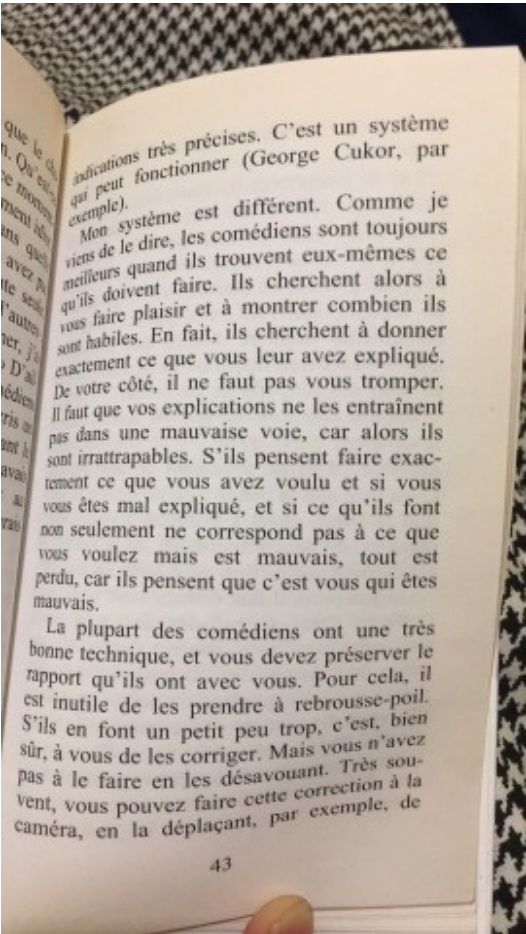 que le
n. Qu'est
ce moment
avez
d'autres
j'a
indications très précises. C'est un système
qui peut fonctionner (George Cukor, par
exemple).
Mon système est différent. Comme je
viens de le dire, les comédiens sont toujours
meilleurs quand ils trouvent eux-mêmes ce
qu'ils doivent faire. Ils cherchent alors à
vous faire plaisir et à montrer combien ils
sont habiles. En fait, ils cherchent à donner
exactement ce que vous leur avez expliqué.
De votre côté, il ne faut pas vous tromper.
Il faut que vos explications ne les entraînent
pas dans une mauvaise voie, car alors ils
sont irrattrapables. S'ils pensent faire exac-
tement ce que vous avez voulu et si vous
vous êtes mal expliqué, et si ce qu'ils font
non seulement ne correspond pas à ce que
vous voulez mais est mauvais, tout est
perdu, car ils pensent que c'est vous qui êtes
mauvais.
La plupart des comédiens ont une très
bonne technique, et vous devez préserver le
rapport qu'ils ont avec vous. Pour cela, il
est inutile de les prendre à rebrousse-poil.
S'ils en font un petit peu trop, c'est, bien
sûr, à vous de les corriger. Mais vous n'avez
pas à le faire en les désavouant. Très sou-
vent, vous pouvez faire cette correction à la
caméra, en la déplaçant, par exemple, de
43